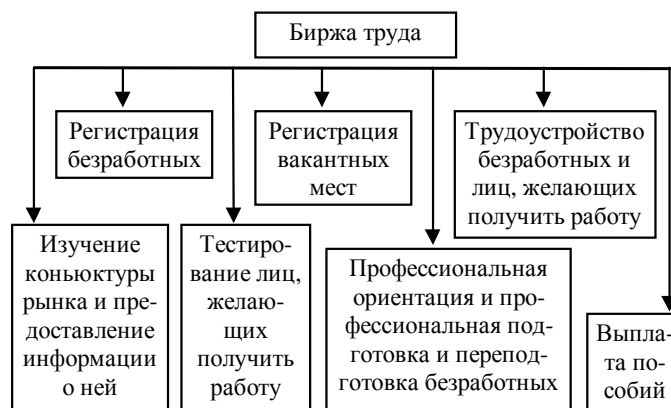 Биржа труда
Регистрация
безработных
Регистрация
вакантных
мест
Трудоустройство
безработных и
лиц, желающих
получить работу
Изучение
коньюктуры
рынка и пре-
доставление
информации
о ней
Тестиро-
вание лиц,
желаю-
щих
получить
работу
Профессиональная
ориентация и про-
фессиональная под-
готовка и переподг-
готовка безработных
Выпла-
та по-
собий